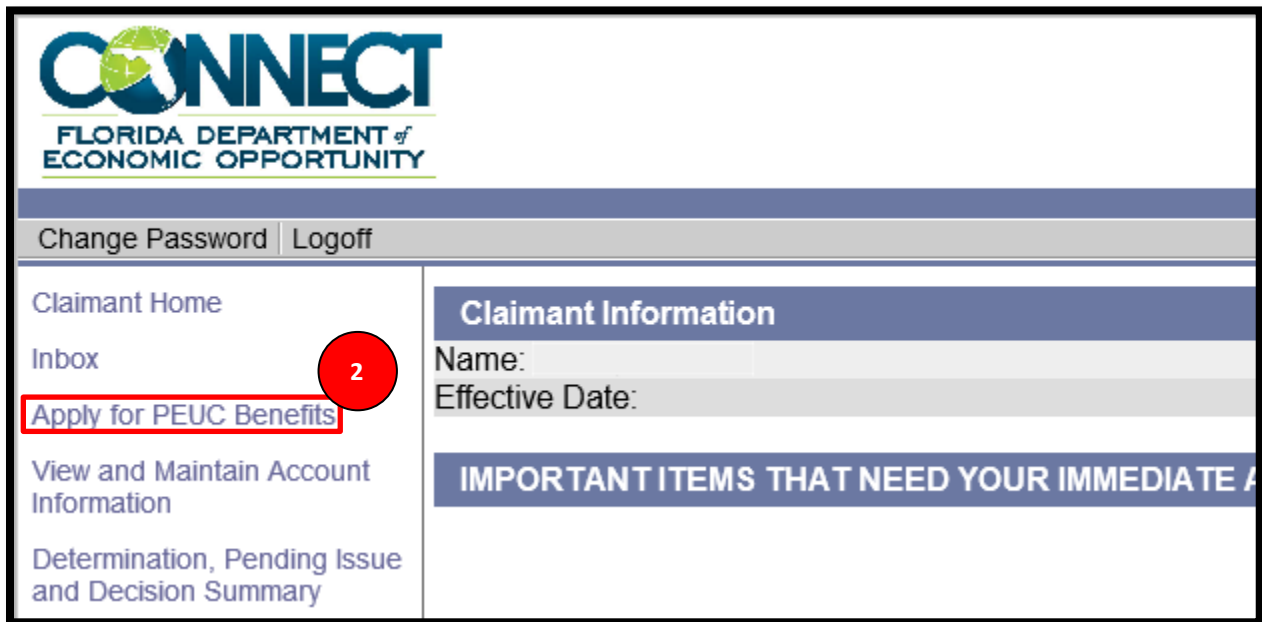 CONNECT
FLORIDA DEPARTMENT of
ECONOMIC OPPORTUNITY
Change Password Logoff
Claimant Home
Inbox
2
Apply for PEUC Benefits
View and Maintain Account
Information
Determination, Pending Issue
and Decision Summary
Claimant Information
Name:
Effective Date:
IMPORTANT ITEMS THAT NEED YOUR IMMEDIATE A